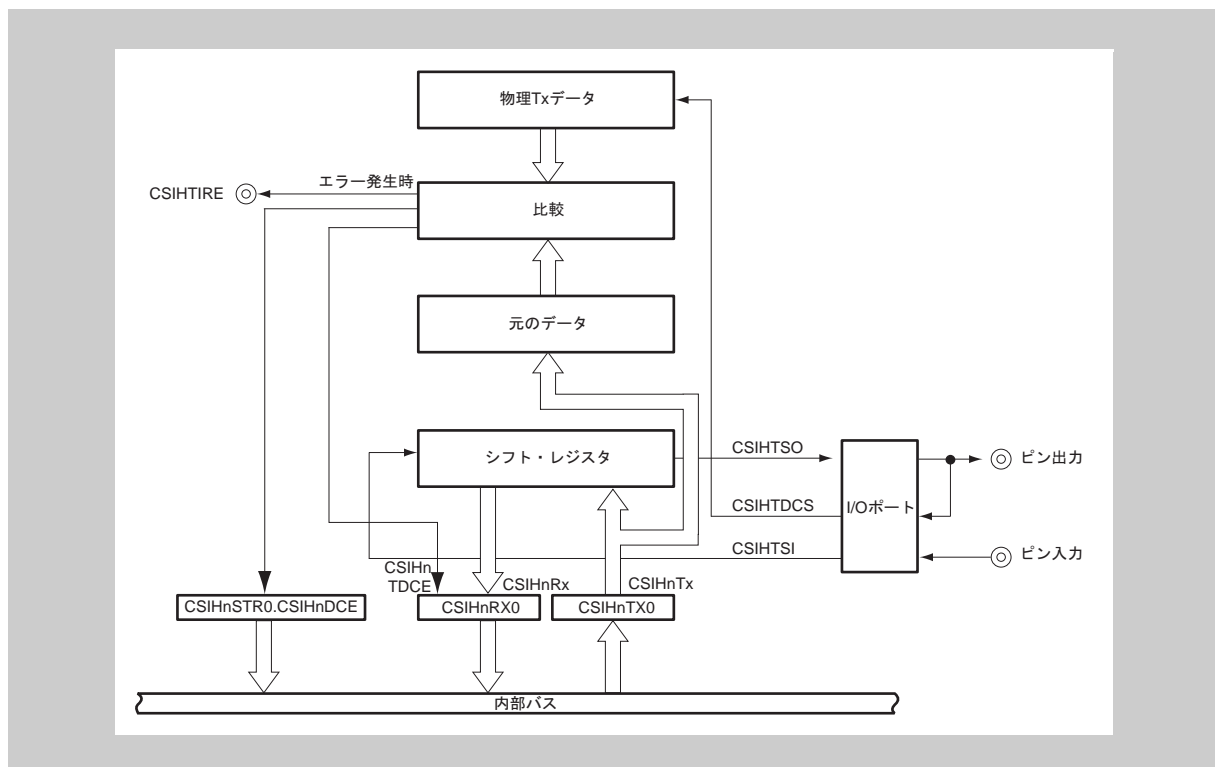 物理Txデータ
エラー発生時
CSIHTIRE
比較
元のデータ
シフト・レジスタ
CSIHTSO
ピン出力
CSIHTDCS
I/Oポート
CSIHTSI
ピン入力
CSIHn
TDCE
CSIHnRx
CSIHnTx
CSIHnSTR0.CSIHnDCE
CSIHnRX0
CSIHnTX0
内部バス